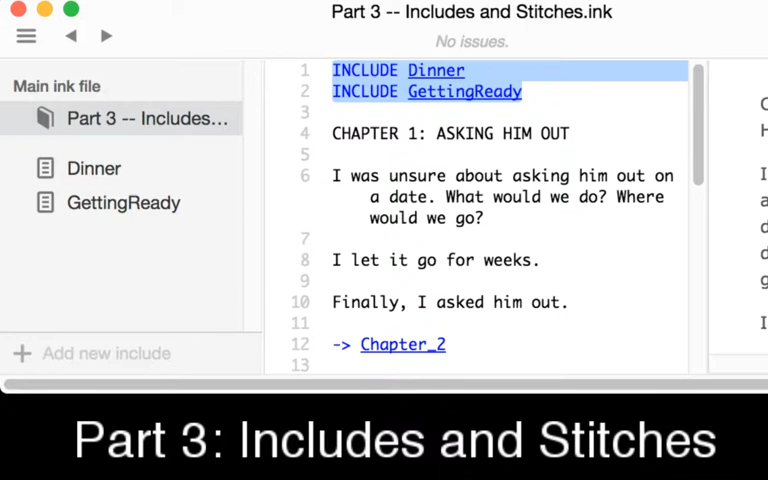 Part 3 -- Includes and Stitches.ink
No issues.
Main ink file
Part 3 -- Includes...
Dinner
GettingReady
Add new include
1 INCLUDE Dinner
2 INCLUDE GettingReady
3
4 CHAPTER 1: ASKING HIM OUT
5
6 I was unsure about asking him out on
a date. What would we do? Where
would we go?
7
8 I let it go for weeks.
9
10 Finally, I asked him out.
11
12 -> Chapter_2
13
Part 3: Includes and Stitches